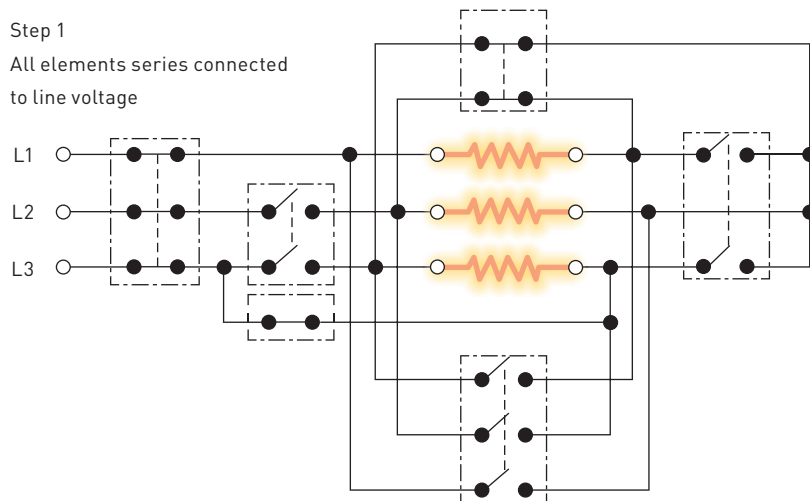 Step 1
All elements series connected
to line voltage
L1
L2
L3